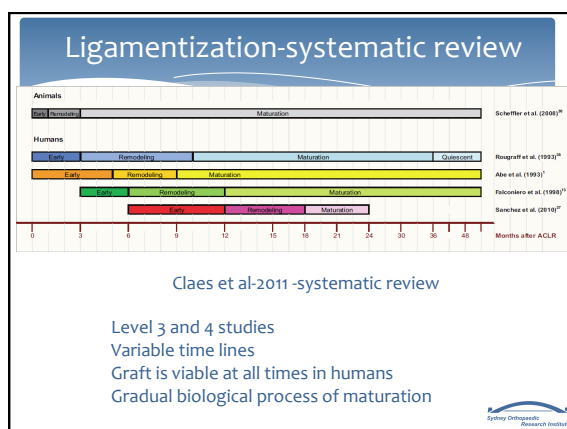 Ligamentization-systematic review
Animals
Early Remodeling Maturation Scheffler et al. (2008)
Humans
Early Remodeling Maturation Quiescent Rougraff et al. (1993)
Early Remodeling Maturation Abe et al. (1993)
Early Remodeling Maturation Falconiero et al. (1998)
Early Remodeling Maturation Sanchez et al. (2010)
0 3 6 9 12 15 18 21 24 30 36 48 Months after ACLR
Claes et al-2011 -systematic review
Level 3 and 4 studies
Variable time lines
Graft is viable at all times in humans
Gradual biological process of maturation
Sydney Orthopaedic
Research Institute